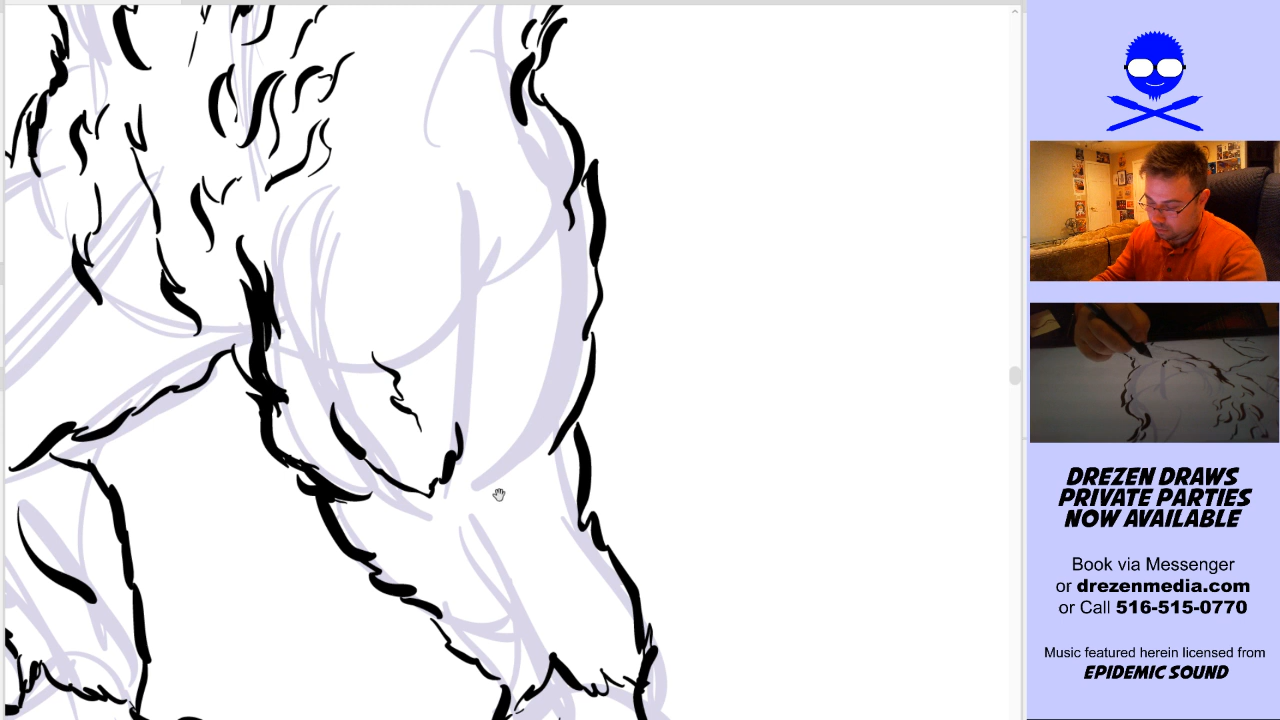 DREZEN DRAWS
PRIVATE PARTIES
NOW AVAILABLE
Book via Messenger
or drezenmedia.com
or Call 516-515-0770
Music featured herein licensed from
EPIDEMIC SOUND